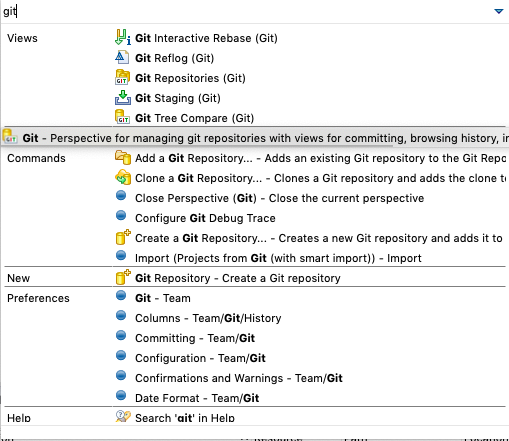 git
Views
Git Interactive Rebase (Git)
Git Reflog (Git)
Git Repositories (Git)
Git Staging (Git)
Git Tree Compare (Git)
Git - Perspective for managing git repositories with views for committing, browsing history, in
Commands
Add a Git Repository... - Adds an existing Git repository to the Git Repo
Clone a Git Repository... - Clones a Git repository and adds the clone to
Close Perspective (Git) - Close the current perspective
Configure Git Debug Trace
Create a Git Repository... - Creates a new Git repository and adds it to
Import (Projects from Git (with smart import)) - Import
New
Git Repository - Create a Git repository
Preferences
Git - Team
Columns - Team/Git/History
Committing - Team/Git
Configuration - Team/Git
Confirmations and Warnings - Team/Git
Date Format - Team/Git
Help
Search 'git' in Help